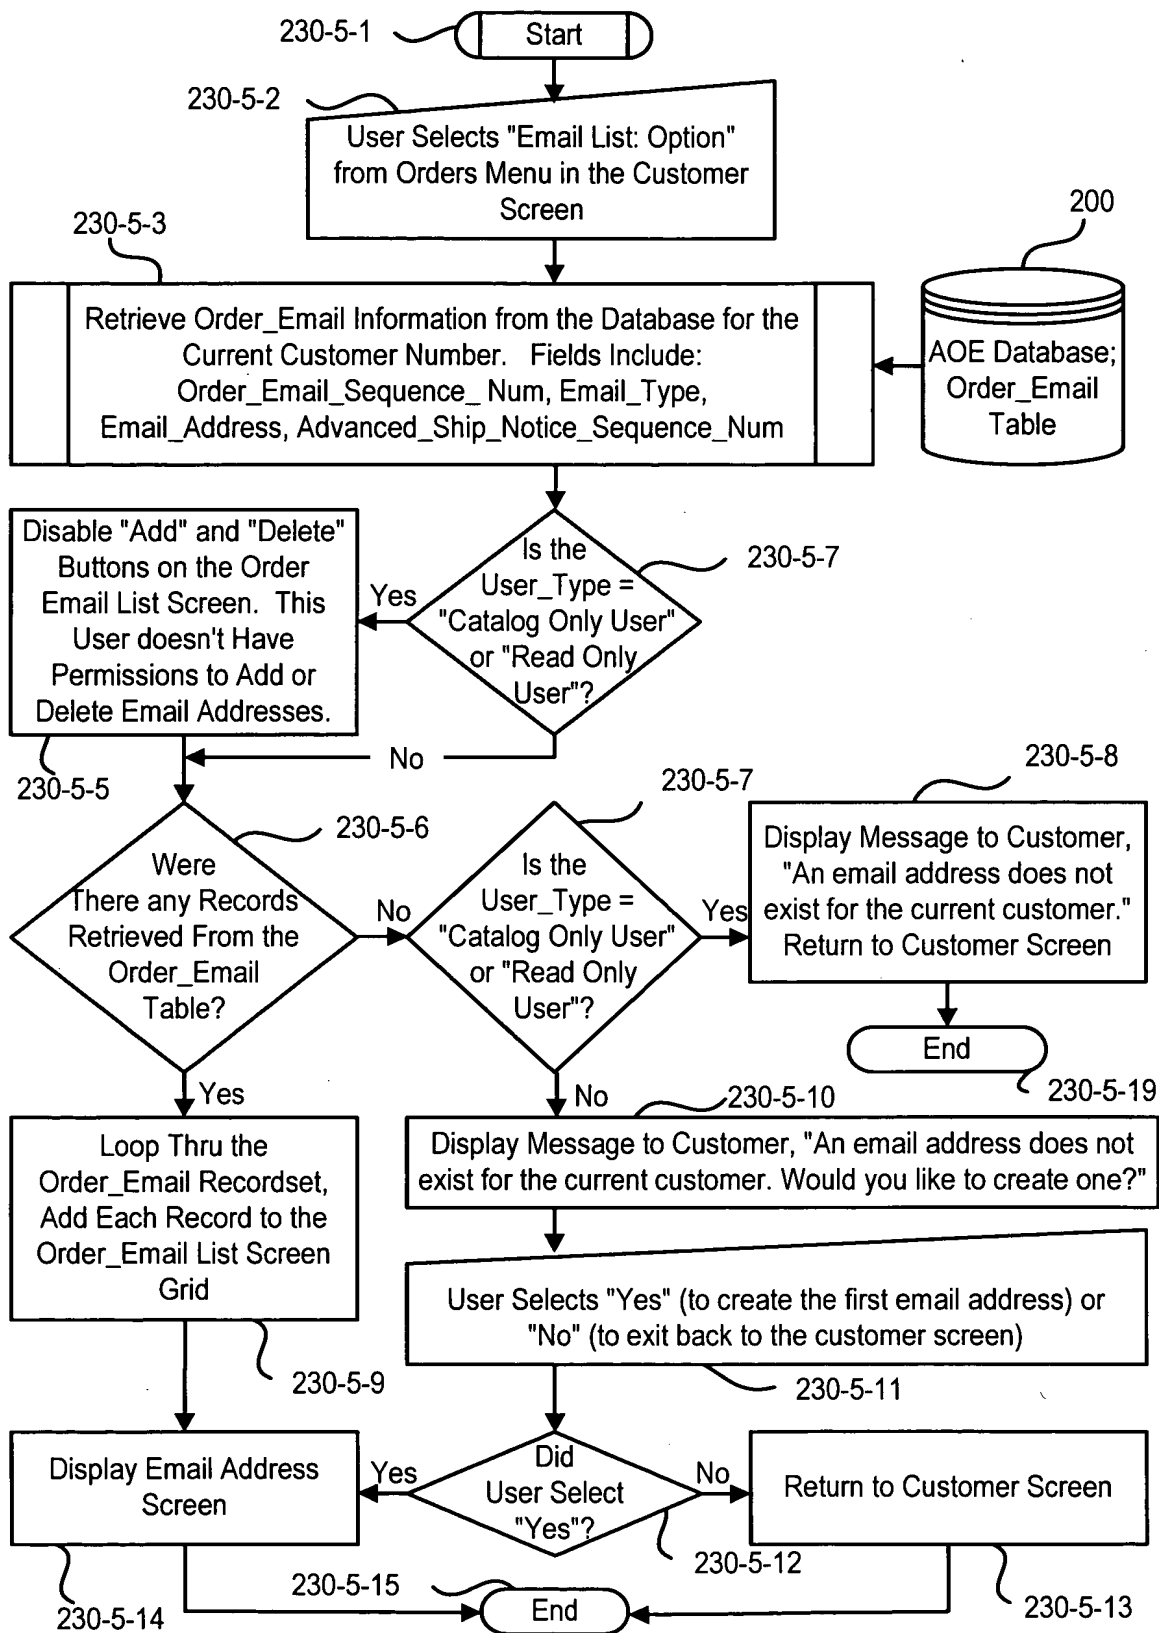 230-5-1
Start
230-5-2
User Selects "Email List: Option"
from Orders Menu in the Customer
Screen
230-5-3
200
Retrieve Order_Email Information from the Database for the
Current Customer Number. Fields Include:
Order_Email_Sequence_ Num, Email_Type,
Email_Address, Advanced_Ship_Notice_Sequence_Num
AOE Database;
Order_Email
Table
Disable "Add" and "Delete"
Buttons on the Order
Email List Screen. This
User doesn't Have
Permissions to Add or
Delete Email Addresses.
Yes
Is the
User_Type =
"Catalog Only User"
or "Read Only
User"?
230-5-7
No
230-5-5
230-5-6
Were
There any Records
Retrieved From the
Order_Email
Table?
No
230-5-7
Is the
User_Type =
"Catalog Only User"
or "Read Only
User"?
Yes
230-5-8
Display Message to Customer,
"An email address does not
exist for the current customer."
Return to Customer Screen
End
230-5-19
Yes
No
230-5-10
Loop Thru the
Order_Email Recordset,
Add Each Record to the
Order_Email List Screen
Grid
230-5-9
Display Message to Customer, "An email address does not
exist for the current customer. Would you like to create one?"
User Selects "Yes" (to create the first email address) or
"No" (to exit back to the customer screen)
230-5-11
Display Email Address
Screen
Yes
Did
User Select
"Yes"?
No
Return to Customer Screen
230-5-12
230-5-14
230-5-15
End
230-5-13